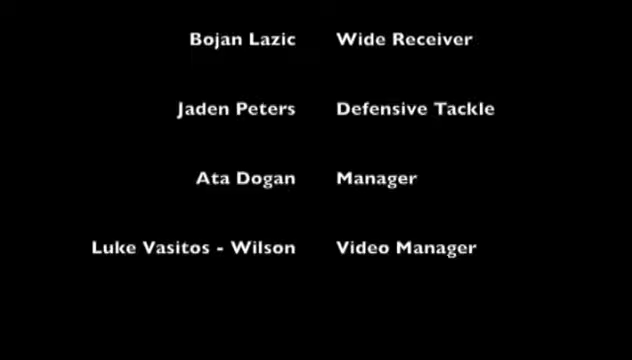 Bojan Lazic Wide Receiver
Jaden Peters Defensive Tackle
Ata Dogan Manager
Luke Vasitos - Wilson Video Manager